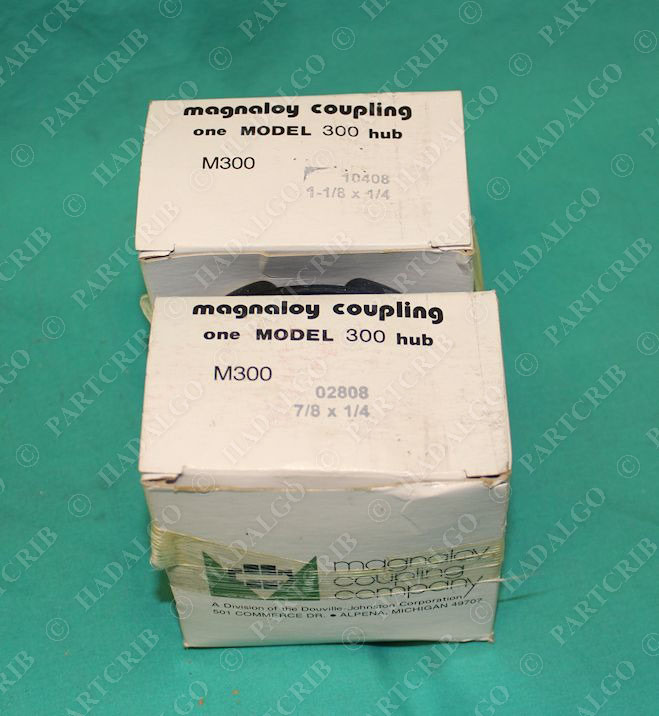 magnaloy coupling
one MODEL 300 hub
M300
10408
1-1/8 x 1/4
magnaloy coupling
one MODEL 300 hub
M300
02808
7/8 x 1/4
magnaloy
coupling
company
A Division of the Douville-Johnston Corporation
501 COMMERCE DR. • ALPENA, MICHIGAN 49707
© PARTCRIB
© HADALGO